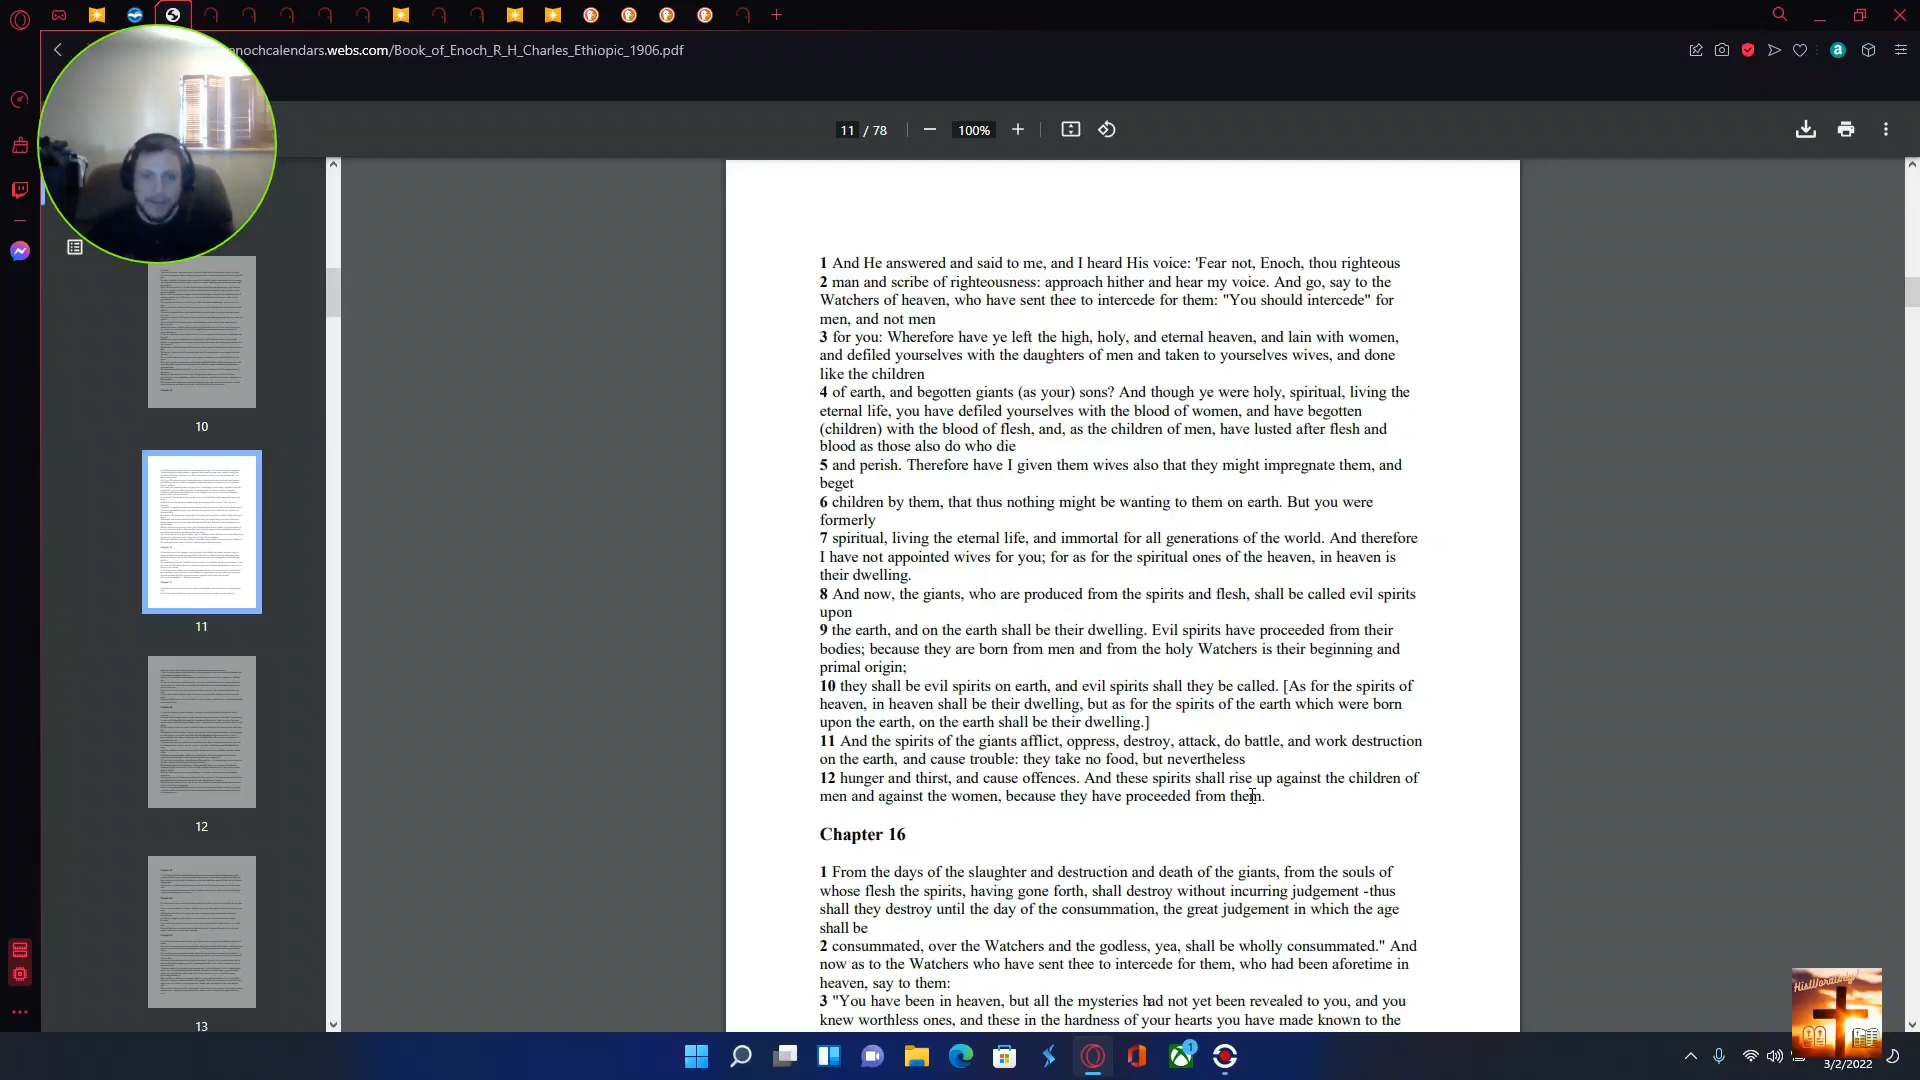 enochcalendars.webs.com/Book_of_Enoch_R_H_Charles_Ethiopic_1906.pdf
11 / 78
100%
1 And He answered and said to me, and I heard His voice: 'Fear not, Enoch, thou righteous
2 man and scribe of righteousness: approach hither and hear my voice. And go, say to the
Watchers of heaven, who have sent thee to intercede for them: "You should intercede" for
men, and not men
3 for you: Wherefore have ye left the high, holy, and eternal heaven, and lain with women,
and defiled yourselves with the daughters of men and taken to yourselves wives, and done
like the children
4 of earth, and begotten giants (as your) sons? And though ye were holy, spiritual, living the
eternal life, you have defiled yourselves with the blood of women, and have begotten
(children) with the blood of flesh, and, as the children of men, have lusted after flesh and
blood as those also do who die
5 and perish. Therefore have I given them wives also that they might impregnate them, and
beget
6 children by them, that thus nothing might be wanting to them on earth. But you were
formerly
7 spiritual, living the eternal life, and immortal for all generations of the world. And therefore
I have not appointed wives for you; for as for the spiritual ones of the heaven, in heaven is
their dwelling.
8 And now, the giants, who are produced from the spirits and flesh, shall be called evil spirits
upon
9 the earth, and on the earth shall be their dwelling. Evil spirits have proceeded from their
bodies; because they are born from men and from the holy Watchers is their beginning and
primal origin;
10 they shall be evil spirits on earth, and evil spirits shall they be called. [As for the spirits of
heaven, in heaven shall be their dwelling, but as for the spirits of the earth which were born
upon the earth, on the earth shall be their dwelling.]
11 And the spirits of the giants afflict, oppress, destroy, attack, do battle, and work destruction
on the earth, and cause trouble: they take no food, but nevertheless
12 hunger and thirst, and cause offences. And these spirits shall rise up against the children of
men and against the women, because they have proceeded from them.
Chapter 16
1 From the days of the slaughter and destruction and death of the giants, from the souls of
whose flesh the spirits, having gone forth, shall destroy without incurring judgement -thus
shall they destroy until the day of the consummation, the great judgement in which the age
shall be
2 consummated, over the Watchers and the godless, yea, shall be wholly consummated." And
now as to the Watchers who have sent thee to intercede for them, who had been aforetime in
heaven, say to them:
3 "You have been in heaven, but all the mysteries had not yet been revealed to you, and you
knew worthless ones, and these in the hardness of your hearts you have made known to the
10
11
12
13
HisWordOnly
1
3/2/2022